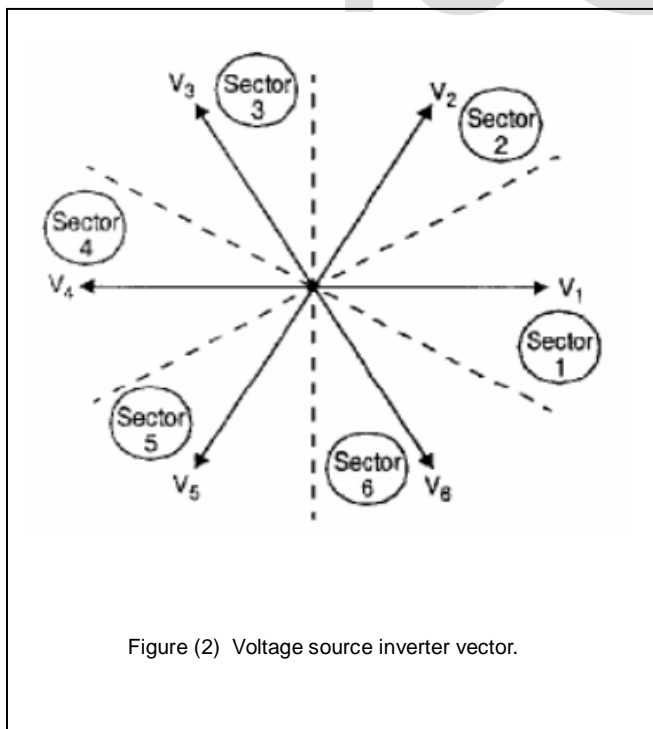 V3
Sector
3
V2
Sector
2
Sector
4
V4
V1
Sector
1
Sector
5
V5
Sector
6
V6
Figure (2) Voltage source inverter vector.